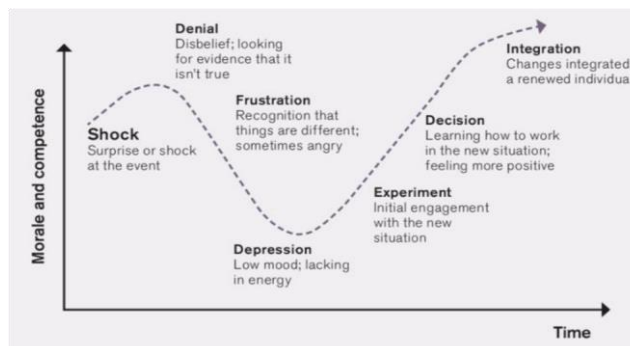 Morale and competence
Shock
Surprise or shock
at the event
Denial
Disbelief; looking
for evidence that it
isn't true
Frustration
Recognition that
things are different;
sometimes angry
Depression
Low mood; lacking
in energy
Experiment
Initial engagement
with the new
situation
Decision
Learning how to work
in the new situation;
feeling more positive
Integration
Changes integrated
a renewed individua
Time